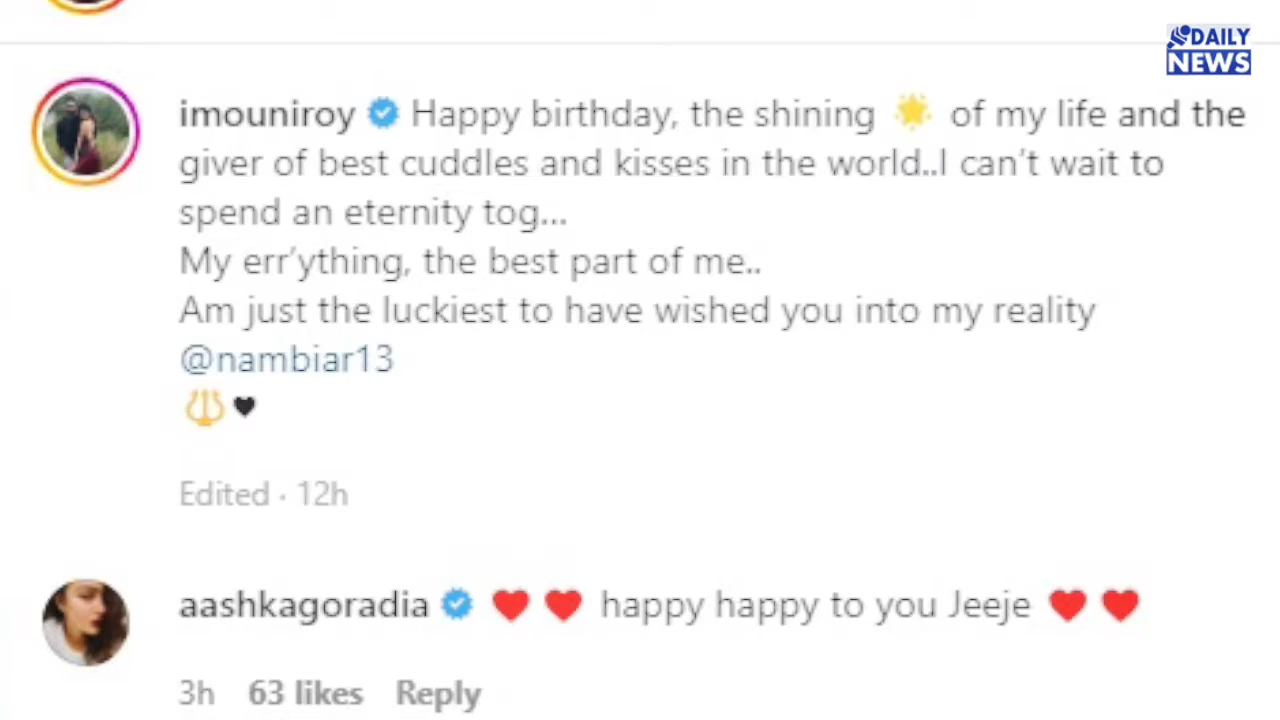 DAILY
NEWS
imouniroy Happy birthday, the shining 🌟 of my life and the
giver of best cuddles and kisses in the world..I can't wait to
spend an eternity tog...
My err'ything, the best part of me..
Am just the luckiest to have wished you into my reality
@nambiar13
🔱🖤
Edited · 12h
aashkagoradia ❤️❤️ happy happy to you Jeeje ❤️❤️
3h 63 likes Reply